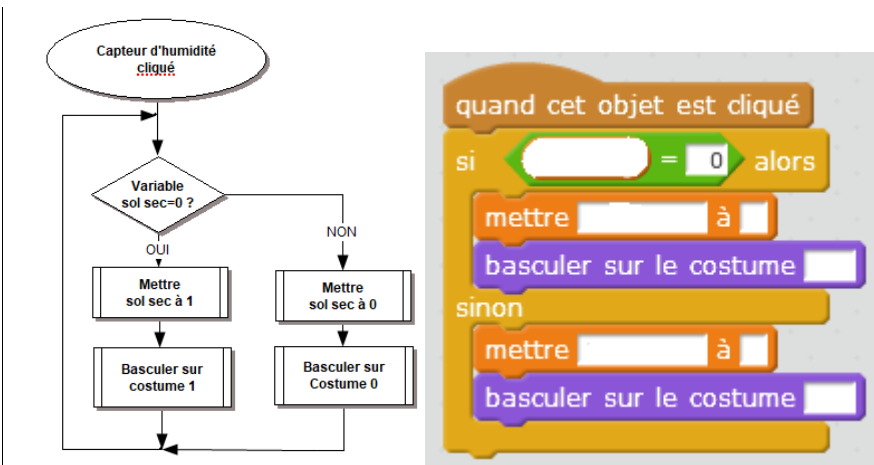 Capteur d'humidité
cliqué
Variable
sol sec=0 ?
OUI
NON
Mettre
sol sec à 1
Mettre
sol sec à 0
Basculer sur
costume 1
Basculer sur
Costume 0
quand cet objet est cliqué
si = 0 alors
mettre à
basculer sur le costume
sinon
mettre à
basculer sur le costume